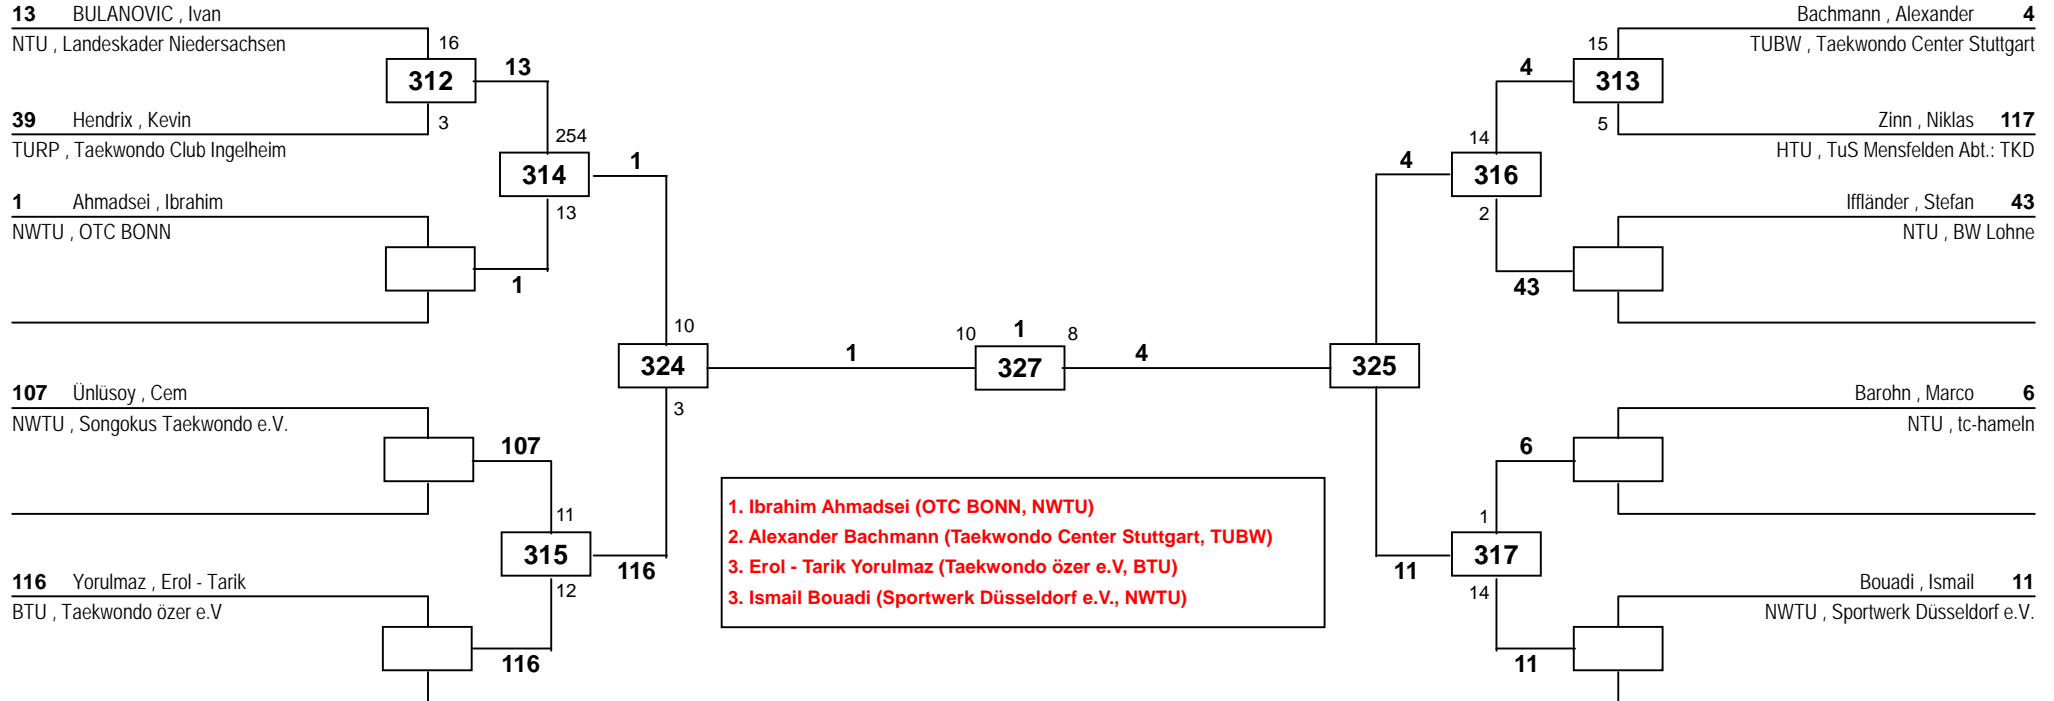 13 BULANOVIC , Ivan
NTU , Landeskader Niedersachsen
16
312
13
3
39 Hendrix , Kevin
TURP , Taekwondo Club Ingelheim
254
314
1
13
1 Ahmadsei , Ibrahim
NWTU , OTC BONN
1
10
324
1
3
107 Ünlüsoy , Cem
NWTU , Songokus Taekwondo e.V.
107
11
315
116
12
116 Yorulmaz , Erol - Tarik
BTU , Taekwondo özer e.V
116
10
1
8
327
4
325
1. Ibrahim Ahmadsei (OTC BONN, NWTU)
2. Alexander Bachmann (Taekwondo Center Stuttgart, TUBW)
3. Erol - Tarik Yorulmaz (Taekwondo özer e.V, BTU)
3. Ismail Bouadi (Sportwerk Düsseldorf e.V., NWTU)
Bachmann , Alexander 4
TUBW , Taekwondo Center Stuttgart
15
4
313
5
Zinn , Niklas 117
HTU , TuS Mensfelden Abt.: TKD
14
4
316
2
Iffländer , Stefan 43
NTU , BW Lohne
43
Barohn , Marco 6
NTU , tc-hameln
6
1
317
11
14
Bouadi , Ismail 11
NWTU , Sportwerk Düsseldorf e.V.
11